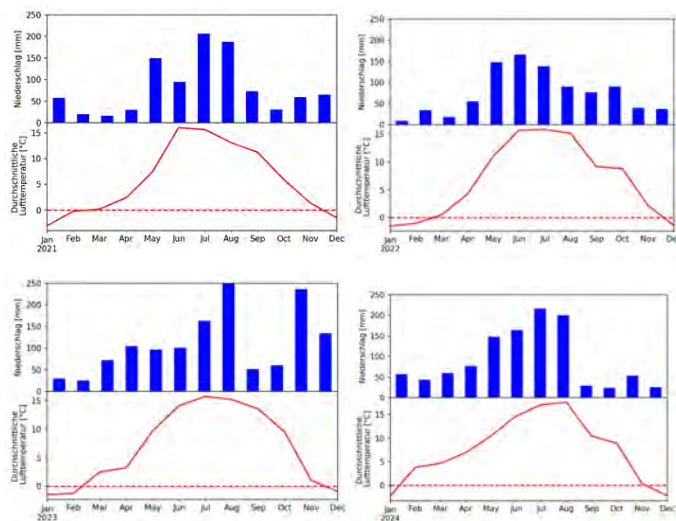 250
200
150
100
50
0
Niederschlag [mm]
15
10
5
0
Durchschnittliche
Lufttemperatur [°C]
Jan Feb Mar Apr May Jun Jul Aug Sep Oct Nov Dec
2021
250
200
150
100
50
0
Niederschlag [mm]
15
10
5
0
Durchschnittliche
Lufttemperatur [°C]
Jan Feb Mar Apr May Jun Jul Aug Sep Oct Nov Dec
2022
250
200
150
100
50
0
Niederschlag [mm]
15
10
5
0
Durchschnittliche
Lufttemperatur [°C]
Jan Feb Mar Apr May Jun Jul Aug Sep Oct Nov Dec
2023
250
200
150
100
50
0
Niederschlag [mm]
15
10
5
0
Durchschnittliche
Lufttemperatur [°C]
Jan Feb Mar Apr May Jun Jul Aug Sep Oct Nov Dec
2024